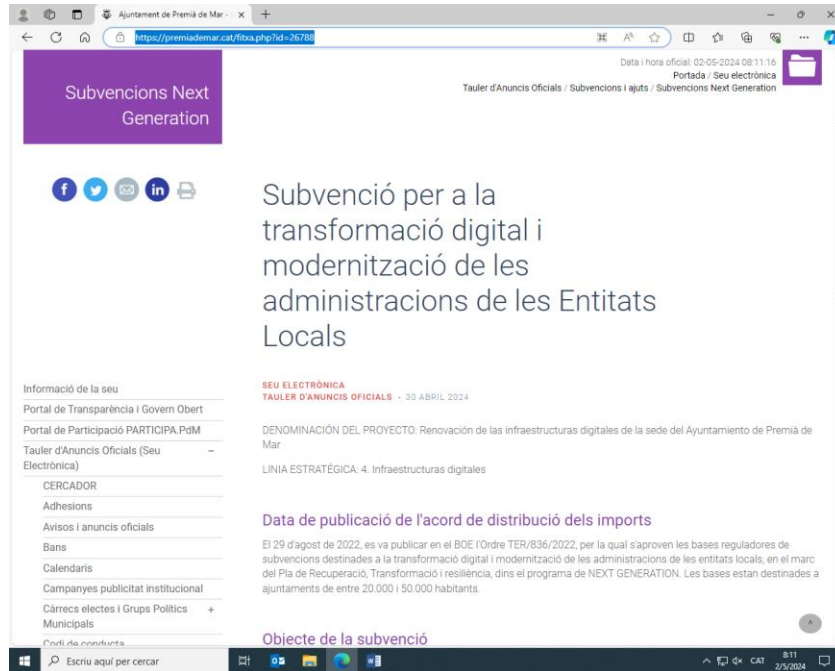 Ajuntament de Premià de Mar -
https://premiademar.cat/fitxa.php?id=26788
Subvencions Next
Generation
Data i hora oficial: 02-05-2024 08:11:16
Portada / Seu electrònica
Tauler d'Anuncis Oficials / Subvencions i ajuts / Subvencions Next Generation
Subvenció per a la
transformació digital i
modernització de les
administracions de les Entitats
Locals
SEU ELECTRÒNICA
TAULER D'ANUNCIS OFICIALS - 30 ABRIL 2024
DENOMINACIÓN DEL PROYECTO: Renovación de las infraestructuras digitales de la sede del Ayuntamiento de Premià de
Mar
LINIA ESTRATÉGICA: 4. Infraestructuras digitales
Data de publicació de l'acord de distribució dels imports
El 29 d'agost de 2022, es va publicar en el BOE l'Ordre TER/836/2022, per la qual s'aproven les bases reguladores de
subvencions destinades a la transformació digital i modernització de les administracions de les entitats locals, en el marc
del Pla de Recuperació, Transformació i resiliència, dins el programa de NEXT GENERATION. Les bases estan destinades a
ajuntaments de entre 20.000 i 50.000 habitants.
Objecte de la subvenció
Informació de la seu
Portal de Transparència i Govern Obert
Portal de Participació PARTICIPA.PdM
Tauler d'Anuncis Oficials (Seu
Electrònica)
CERCADOR
Adhesions
Avisos i anuncis oficials
Bans
Calendaris
Campanyes publicitat institucional
Càrrecs electes i Grups Polítics
Municipals
Codi de conducta
Escriu aquí per cercar
CAT
8:11
2/5/2024